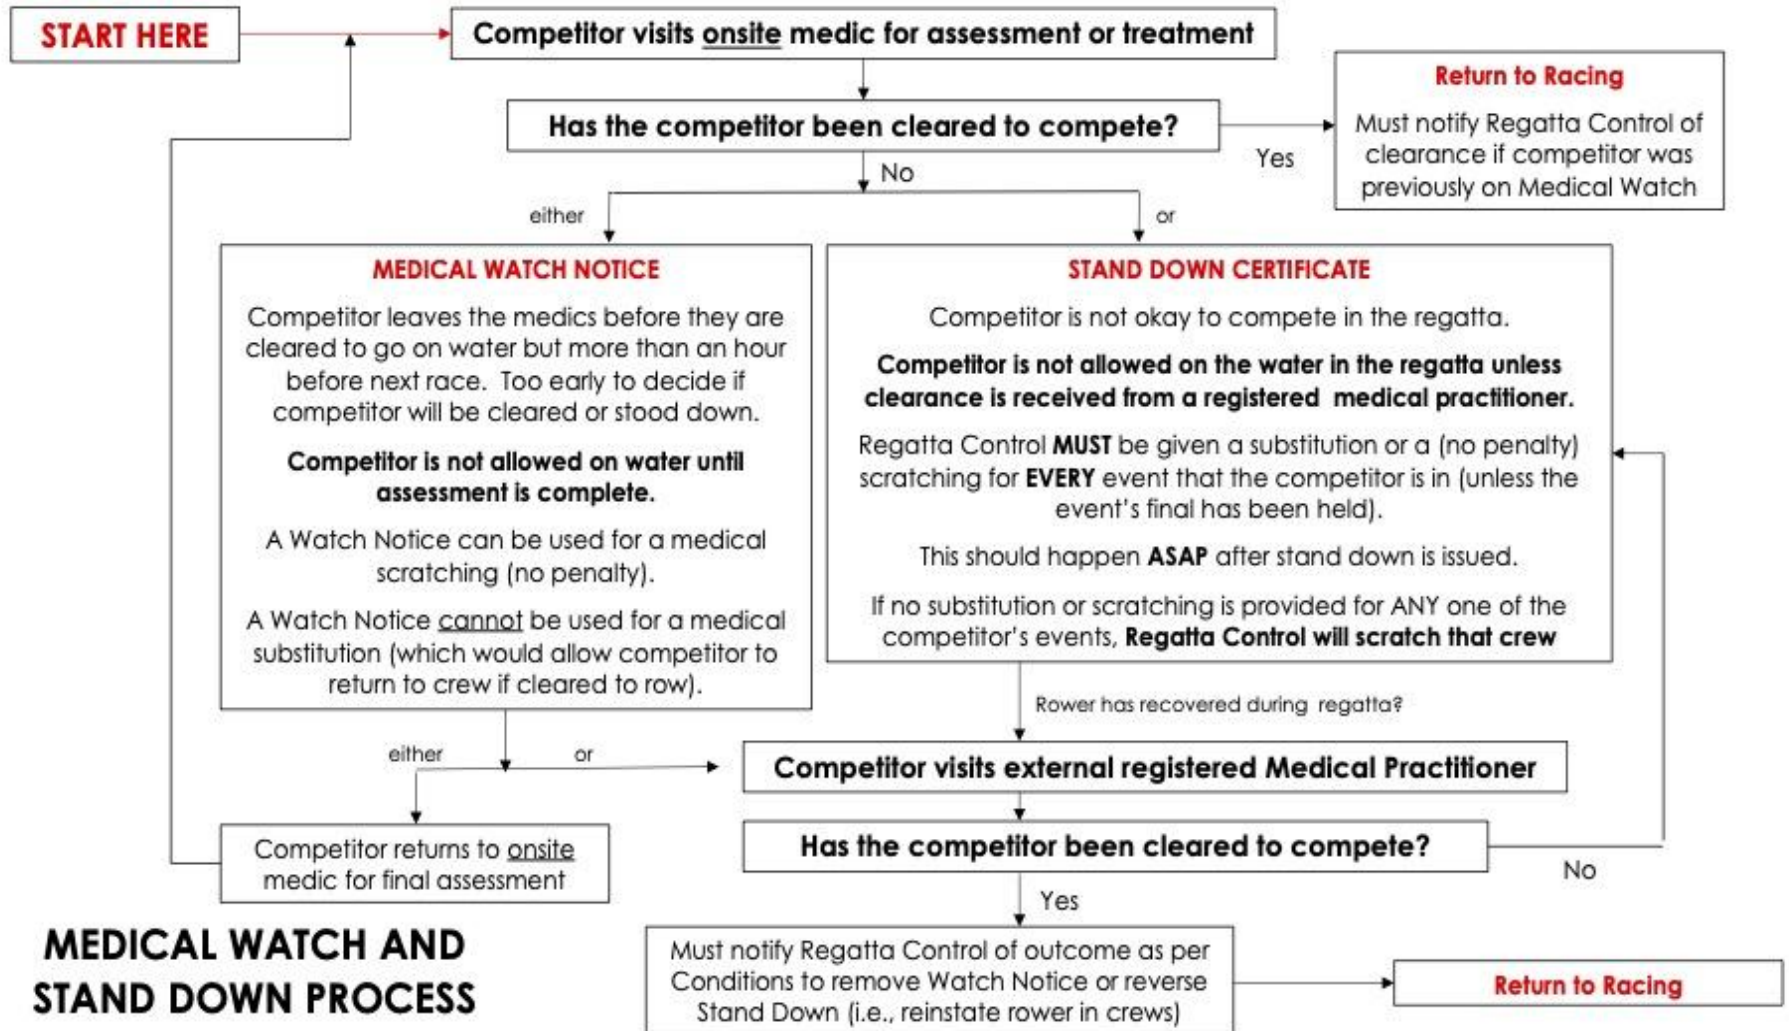 START HERE
Competitor visits onsite medic for assessment or treatment
Has the competitor been cleared to compete?
Yes
Return to Racing
Must notify Regatta Control of
clearance if competitor was
previously on Medical Watch
No
either
or
MEDICAL WATCH NOTICE
Competitor leaves the medics before they are
cleared to go on water but more than an hour
before next race. Too early to decide if
competitor will be cleared or stood down.
Competitor is not allowed on water until
assessment is complete.
A Watch Notice can be used for a medical
scratching (no penalty).
A Watch Notice cannot be used for a medical
substitution (which would allow competitor to
return to crew if cleared to row).
STAND DOWN CERTIFICATE
Competitor is not okay to compete in the regatta.
Competitor is not allowed on the water in the regatta unless
clearance is received from a registered medical practitioner.
Regatta Control MUST be given a substitution or a (no penalty)
scratching for EVERY event that the competitor is in (unless the
event's final has been held).
This should happen ASAP after stand down is issued.
If no substitution or scratching is provided for ANY one of the
competitor's events, Regatta Control will scratch that crew
Rower has recovered during regatta?
either
or
Competitor visits external registered Medical Practitioner
Competitor returns to onsite
medic for final assessment
Has the competitor been cleared to compete?
No
Yes
Must notify Regatta Control of outcome as per
Conditions to remove Watch Notice or reverse
Stand Down (i.e., reinstate rower in crews)
Return to Racing
MEDICAL WATCH AND
STAND DOWN PROCESS